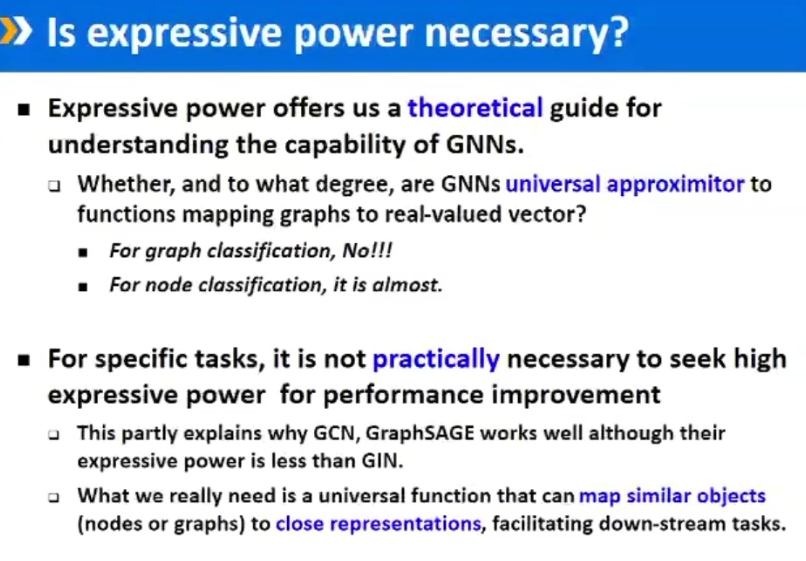 Is expressive power necessary?
Expressive power offers us a theoretical guide for
understanding the capability of GNNs.
Whether, and to what degree, are GNNs universal approximitor to
functions mapping graphs to real-valued vector?
For graph classification, No!!!
For node classification, it is almost.
For specific tasks, it is not practically necessary to seek high
expressive power for performance improvement
This partly explains why GCN, GraphSAGE works well although their
expressive power is less than GIN.
What we really need is a universal function that can map similar objects
(nodes or graphs) to close representations, facilitating down-stream tasks.